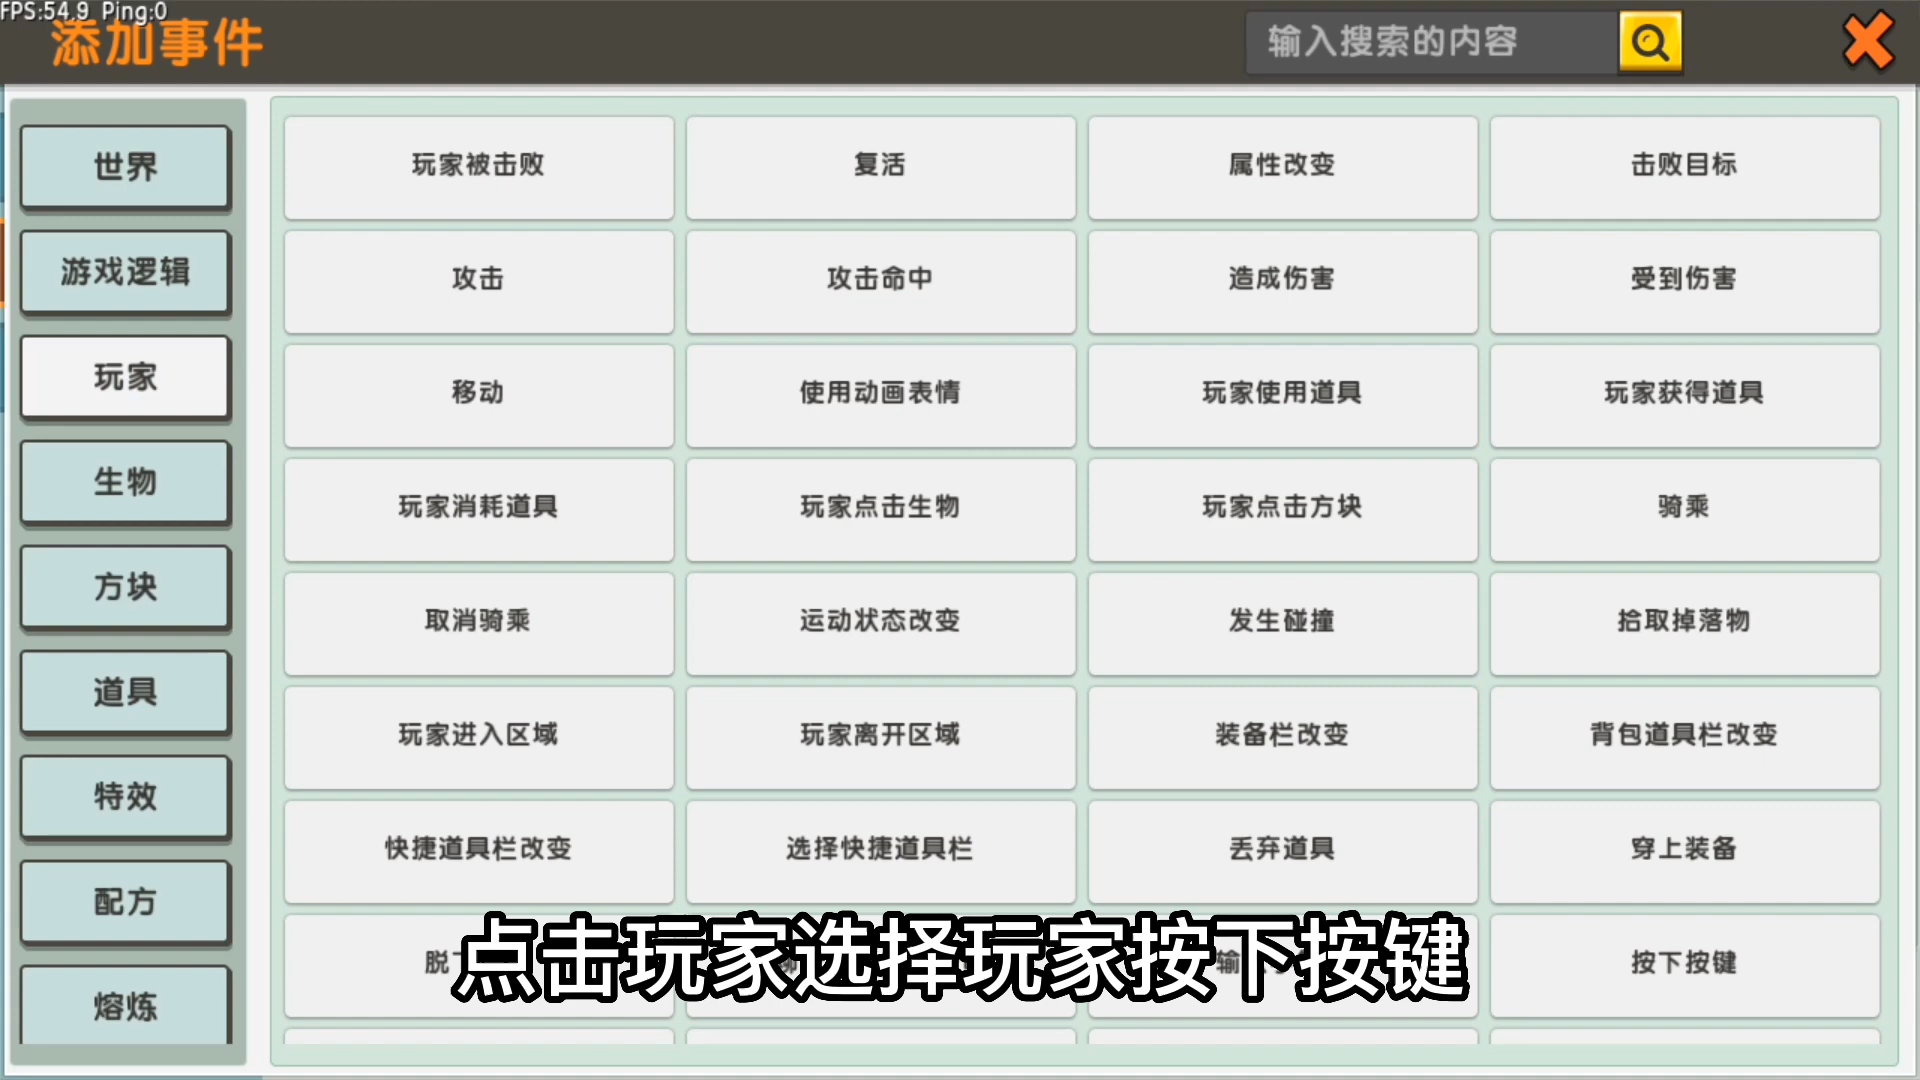 FPS:54.9 Ping:0
添加事件
输入搜索的内容
世界
游戏逻辑
玩家
生物
方块
道具
特效
配方
熔炼
玩家被击败 复活 属性改变 击败目标
攻击 攻击命中 造成伤害 受到伤害
移动 使用动画表情 玩家使用道具 玩家获得道具
玩家消耗道具 玩家点击生物 玩家点击方块 骑乘
取消骑乘 运动状态改变 发生碰撞 拾取掉落物
玩家进入区域 玩家离开区域 装备栏改变 背包道具栏改变
快捷道具栏改变 选择快捷道具栏 丢弃道具 穿上装备
脱 输 按下按键
点击玩家选择玩家按下按键